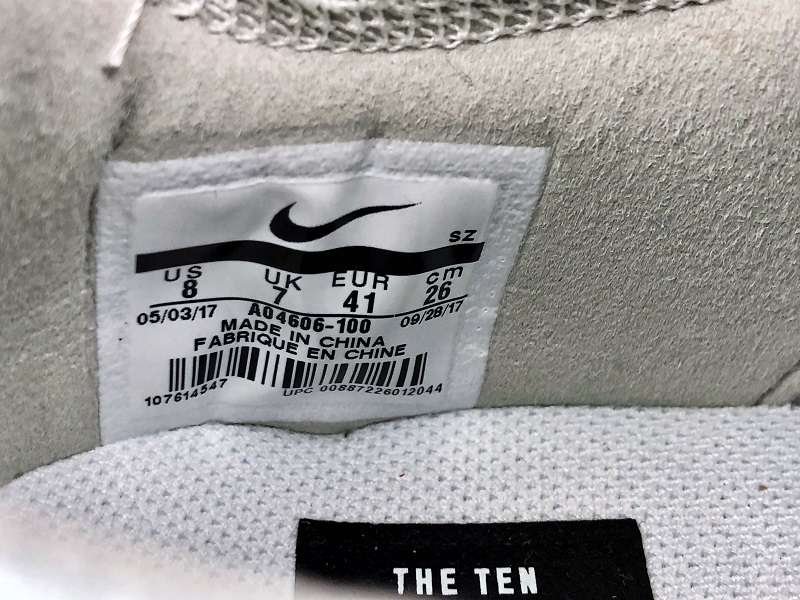 SZ
US UK EUR cm
8 7 41 26
05/03/17 AO4606-100 09/28/17
MADE IN CHINA
FABRIQUE EN CHINE
107614547 UPC 00887226012044
THE TEN